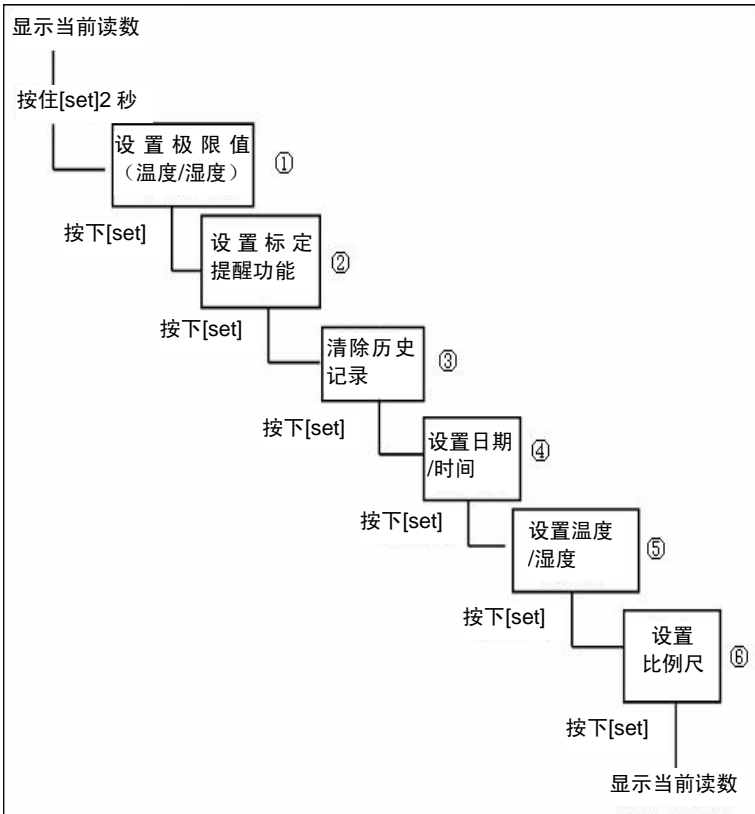 显示当前读数
按住[set]2 秒
设置极限值
（温度/湿度）
①
按下[set]
设置标定
提醒功能
②
按下[set]
清除历史
记录
③
按下[set]
设置日期
/时间
④
按下[set]
设置温度
/湿度
⑤
按下[set]
设置
比例尺
⑥
按下[set]
显示当前读数